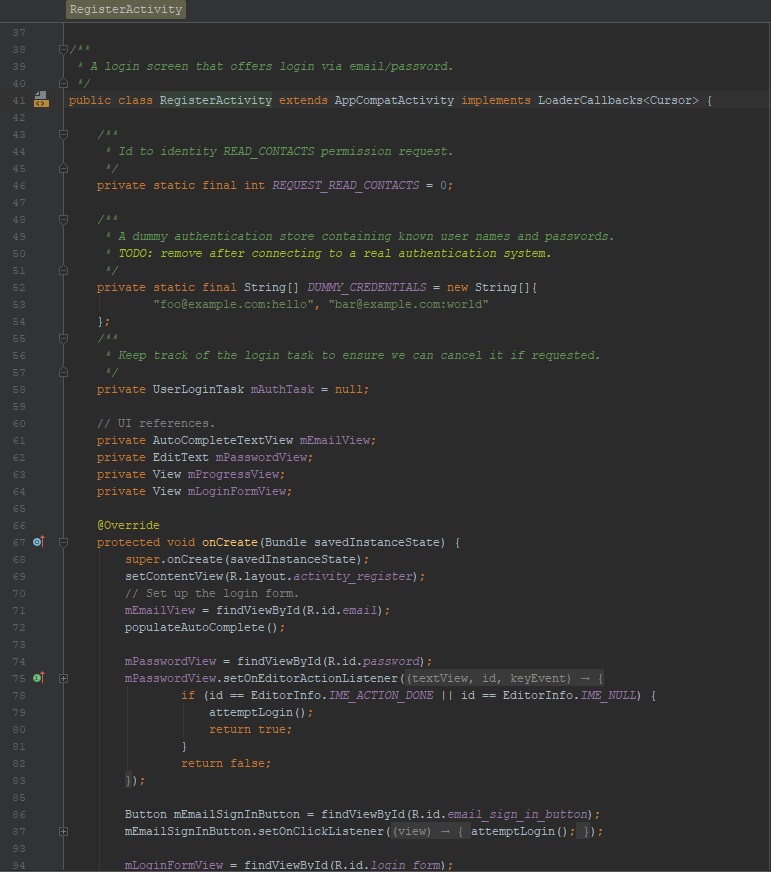 RegisterActivity
37
38 /**
39 * A login screen that offers login via email/password.
40 */
41 public class RegisterActivity extends AppCompatActivity implements LoaderCallbacks<Cursor> {
42
43 /**
44 * Id to identity READ_CONTACTS permission request.
45 */
46 private static final int REQUEST_READ_CONTACTS = 0;
47
48 /**
49 * A dummy authentication store containing known user names and passwords.
50 * TODO: remove after connecting to a real authentication system.
51 */
52 private static final String[] DUMMY_CREDENTIALS = new String[]{
53 "foo@example.com:hello", "bar@example.com:world"
54 };
55 /**
56 * Keep track of the login task to ensure we can cancel it if requested.
57 */
58 private UserLoginTask mAuthTask = null;
59
60 // UI references.
61 private AutoCompleteTextView mEmailView;
62 private EditText mPasswordView;
63 private View mProgressView;
64 private View mLoginFormView;
65
66 @Override
67 protected void onCreate(Bundle savedInstanceState) {
68 super.onCreate(savedInstanceState);
69 setContentView(R.layout.activity_register);
70 // Set up the login form.
71 mEmailView = findViewById(R.id.email);
72 populateAutoComplete();
73
74 mPasswordView = findViewById(R.id.password);
75 mPasswordView.setOnEditorActionListener((textView, id, keyEvent) → {
78 if (id == EditorInfo.IME_ACTION_DONE || id == EditorInfo.IME_NULL) {
79 attemptLogin();
80 return true;
81 }
82 return false;
83 });
85
86 Button mEmailSignInButton = findViewById(R.id.email_sign_in_button);
87 mEmailSignInButton.setOnClickListener((view) → { attemptLogin(); });
93
94 mLoginFormView = findViewById(R.id.login_form);